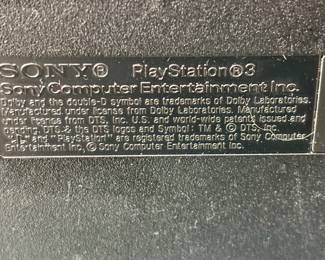 SONY® PlayStation®3
Sony Computer Entertainment Inc.
Dolby and the double-D symbol are trademarks of Dolby Laboratories.
Manufactured under license from Dolby Laboratories. Manufactured
under license from DTS, Inc. U.S. and world-wide patents issued and
pending. DTS & the DTS logos and Symbol: TM & © DTS, Inc.
" " and "PlayStation" are registered trademarks of Sony Computer
Entertainment Inc. © Sony Computer Entertainment Inc.